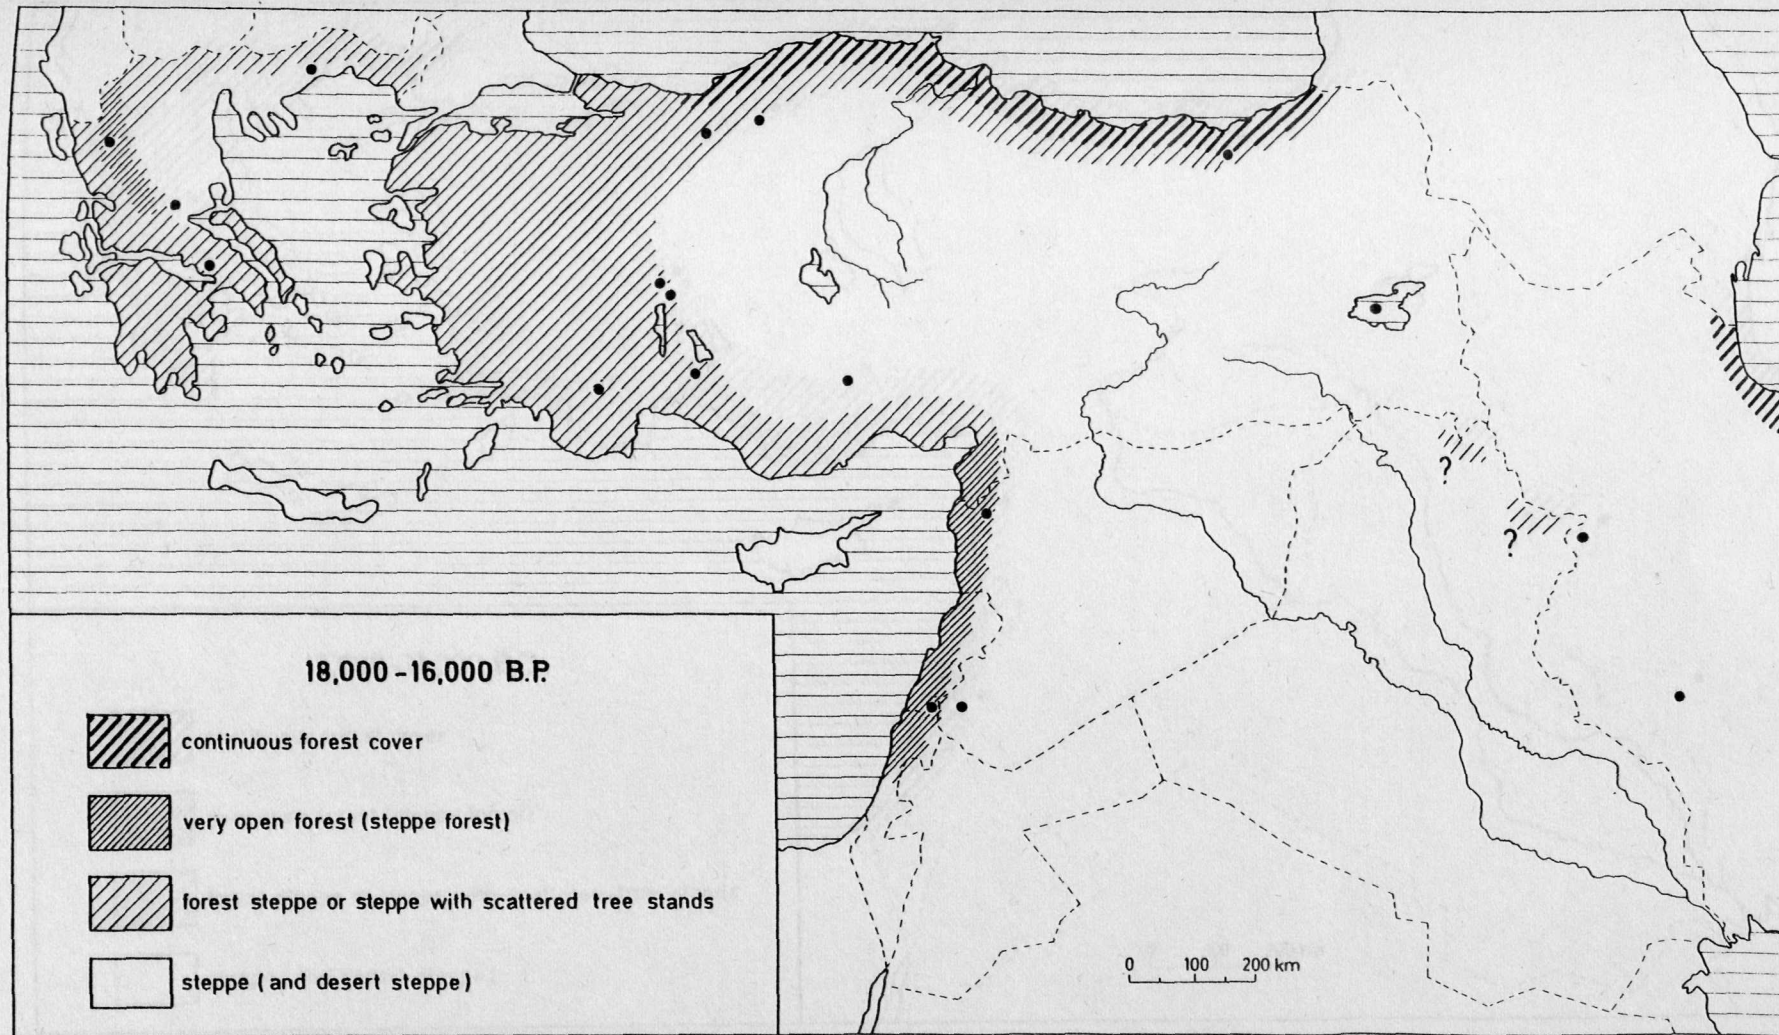 ?
?
18,000-16,000 B.P.
continuous forest cover
very open forest (steppe forest)
forest steppe or steppe with scattered tree stands
steppe (and desert steppe)
0 100 200 km